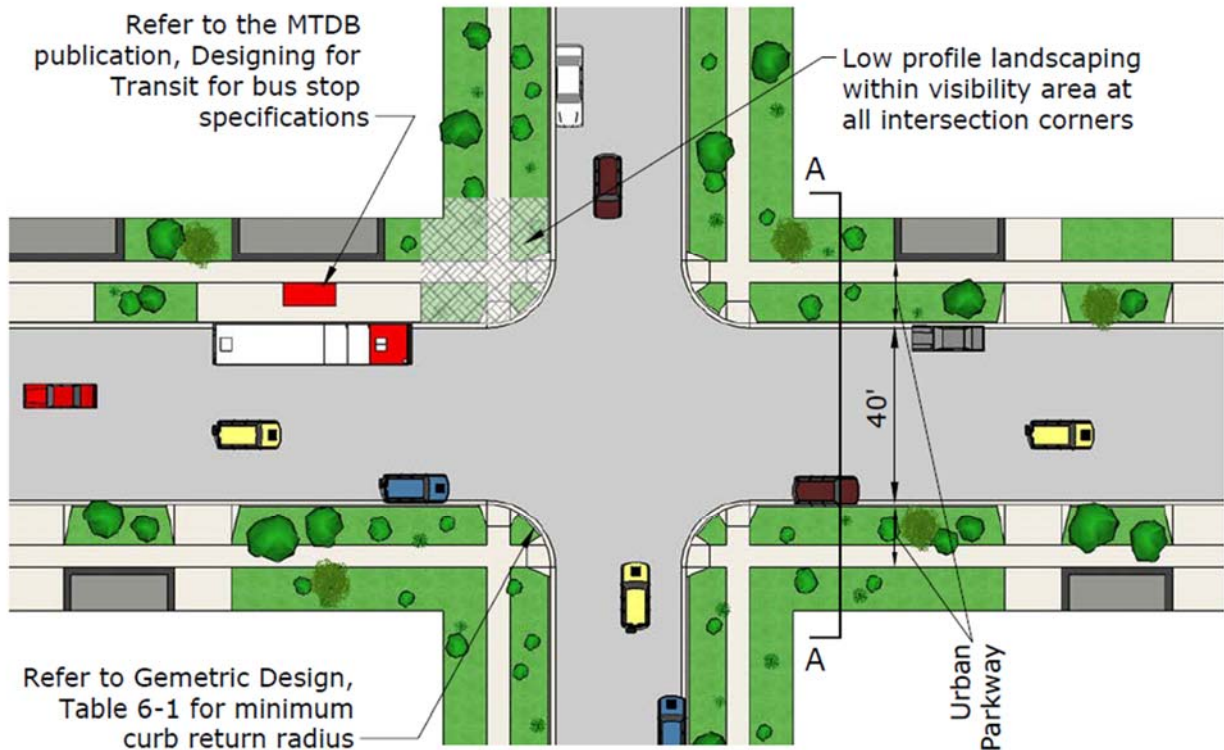 Refer to the MTDB
publication, Designing for
Transit for bus stop
specifications
Low profile landscaping
within visibility area at
all intersection corners
A
40'
A
Urban
Parkway
Refer to Gemetric Design,
Table 6-1 for minimum
curb return radius